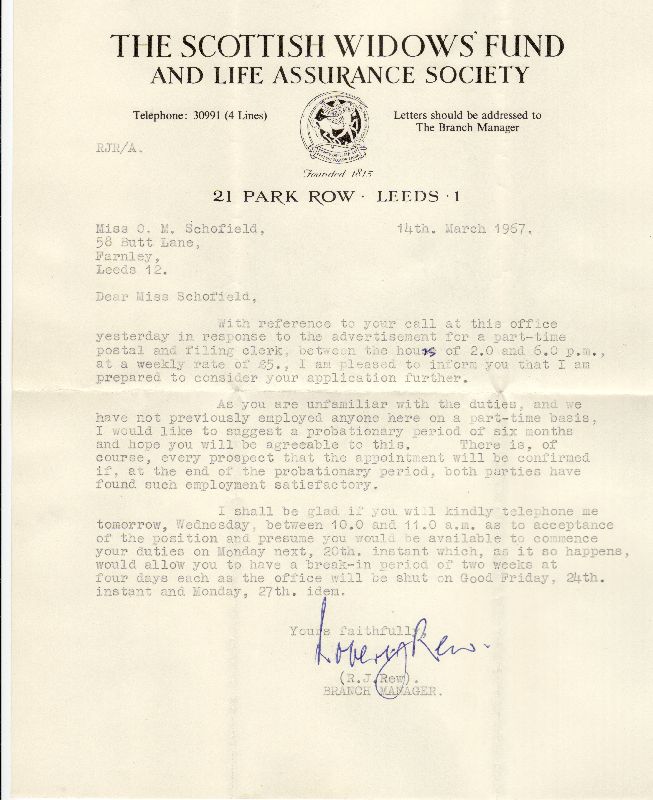 THE SCOTTISH WIDOWS' FUND
AND LIFE ASSURANCE SOCIETY
Telephone: 30991 (4 Lines)
Letters should be addressed to
The Branch Manager
RJR/A.
Founded 1815
21 PARK ROW · LEEDS · 1
Miss O. M. Schofield,
14th. March 1967.
58 Butt Lane,
Farnley,
Leeds 12.
Dear Miss Schofield,
With reference to your call at this office
yesterday in response to the advertisement for a part-time
postal and filing clerk, between the hours of 2.0 and 6.0 p.m.,
at a weekly rate of £5., I am pleased to inform you that I am
prepared to consider your application further.
As you are unfamiliar with the duties, and we
have not previously employed anyone here on a part-time basis,
I would like to suggest a probationary period of six months
and hope you will be agreeable to this. There is, of
course, every prospect that the appointment will be confirmed
if, at the end of the probationary period, both parties have
found such employment satisfactory.
I shall be glad if you will kindly telephone me
tomorrow, Wednesday, between 10.0 and 11.0 a.m. as to acceptance
of the position and presume you would be available to commence
your duties on Monday next, 20th. instant which, as it so happens,
would allow you to have a break-in period of two weeks at
four days each as the office will be shut on Good Friday, 24th.
instant and Monday, 27th. idem.
Yours faithfully,
Robert J Rew.
(R.J.Rew).
BRANCH MANAGER.